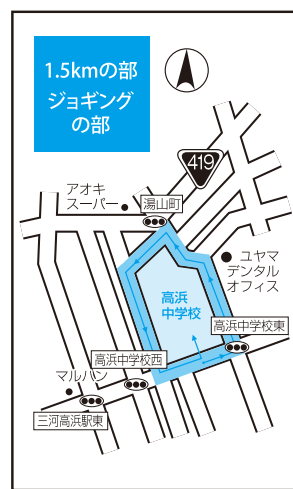 1.5kmの部
ジョギング
の部
419
アオキ
スーパー
湯山町
ユヤマ
デンタル
オフィス
高浜
中学校
高浜中学校東
高浜中学校西
マルハン
三河高浜駅東